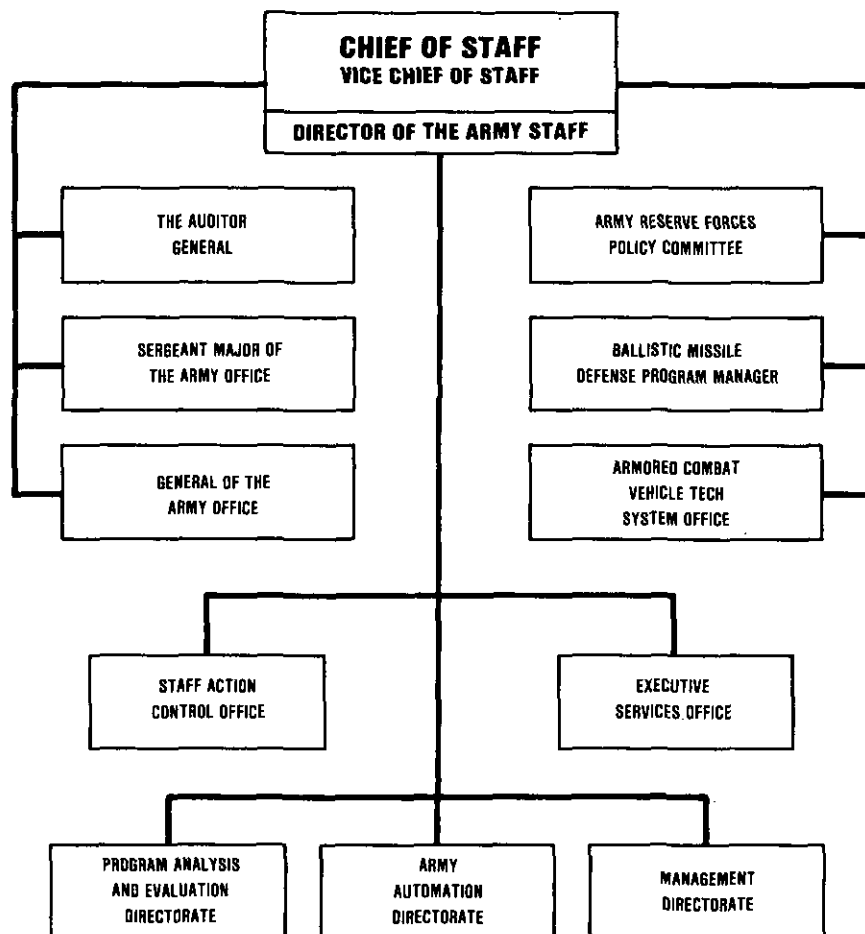 CHIEF OF STAFF
VICE CHIEF OF STAFF
DIRECTOR OF THE ARMY STAFF
THE AUDITOR
GENERAL
ARMY RESERVE FORCES
POLICY COMMITTEE
SERGEANT MAJOR OF
THE ARMY OFFICE
BALLISTIC MISSILE
DEFENSE PROGRAM MANAGER
GENERAL OF THE
ARMY OFFICE
ARMORED COMBAT
VEHICLE TECH
SYSTEM OFFICE
STAFF ACTION
CONTROL OFFICE
EXECUTIVE
SERVICES OFFICE
PROGRAM ANALYSIS
AND EVALUATION
DIRECTORATE
ARMY
AUTOMATION
DIRECTORATE
MANAGEMENT
DIRECTORATE